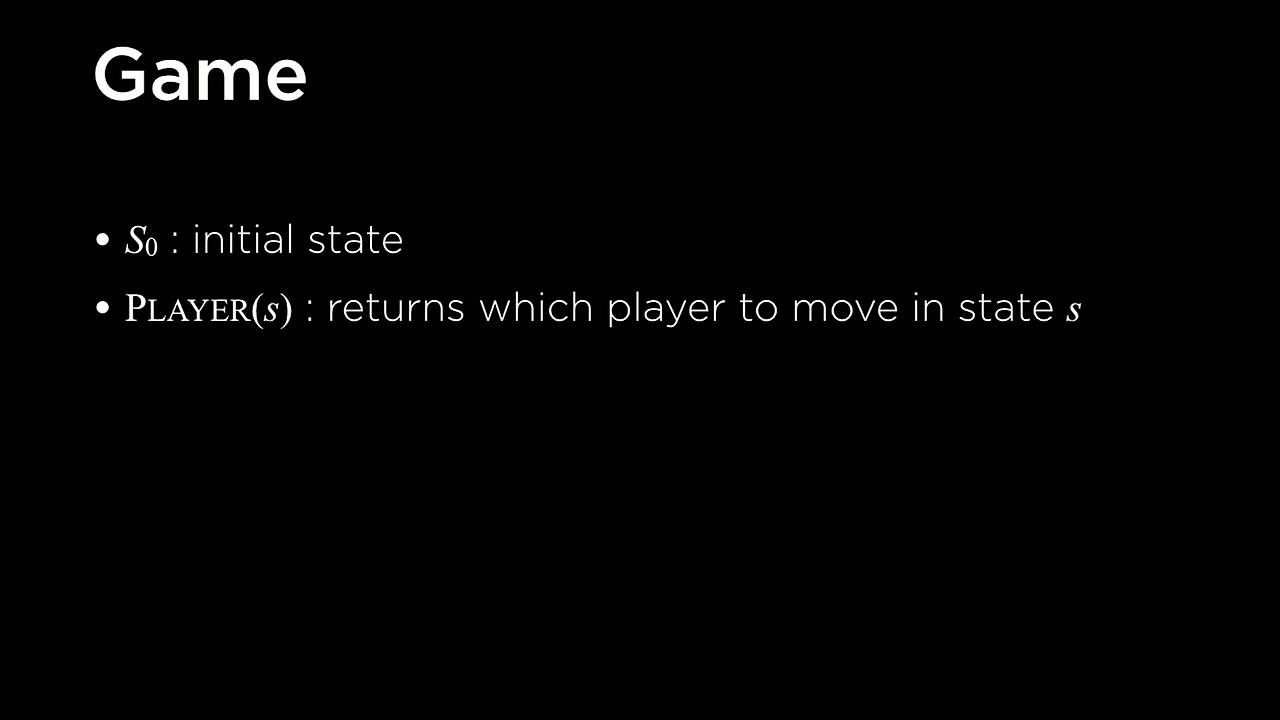 Game
• S₀ : initial state
• PLAYER(s) : returns which player to move in state s